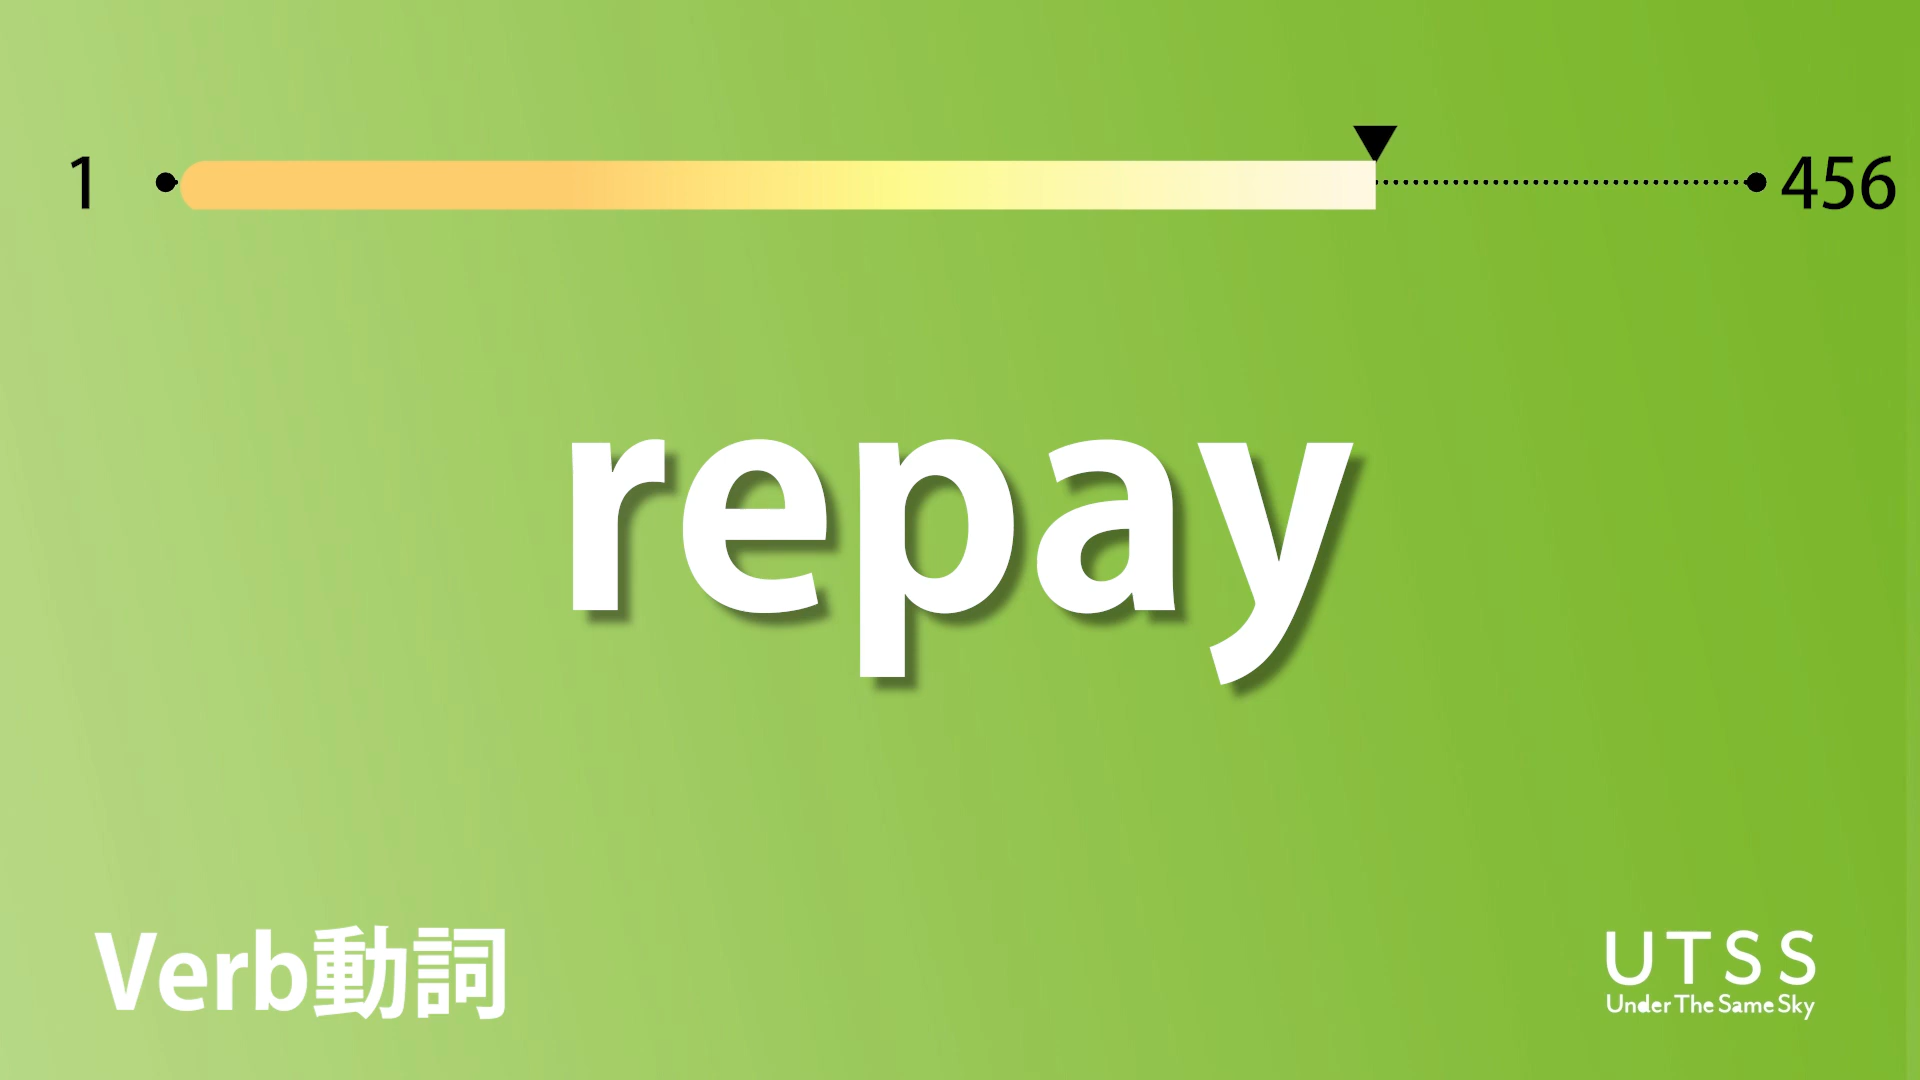 1
456
repay
Verb動詞
UTSS
Under The Same Sky